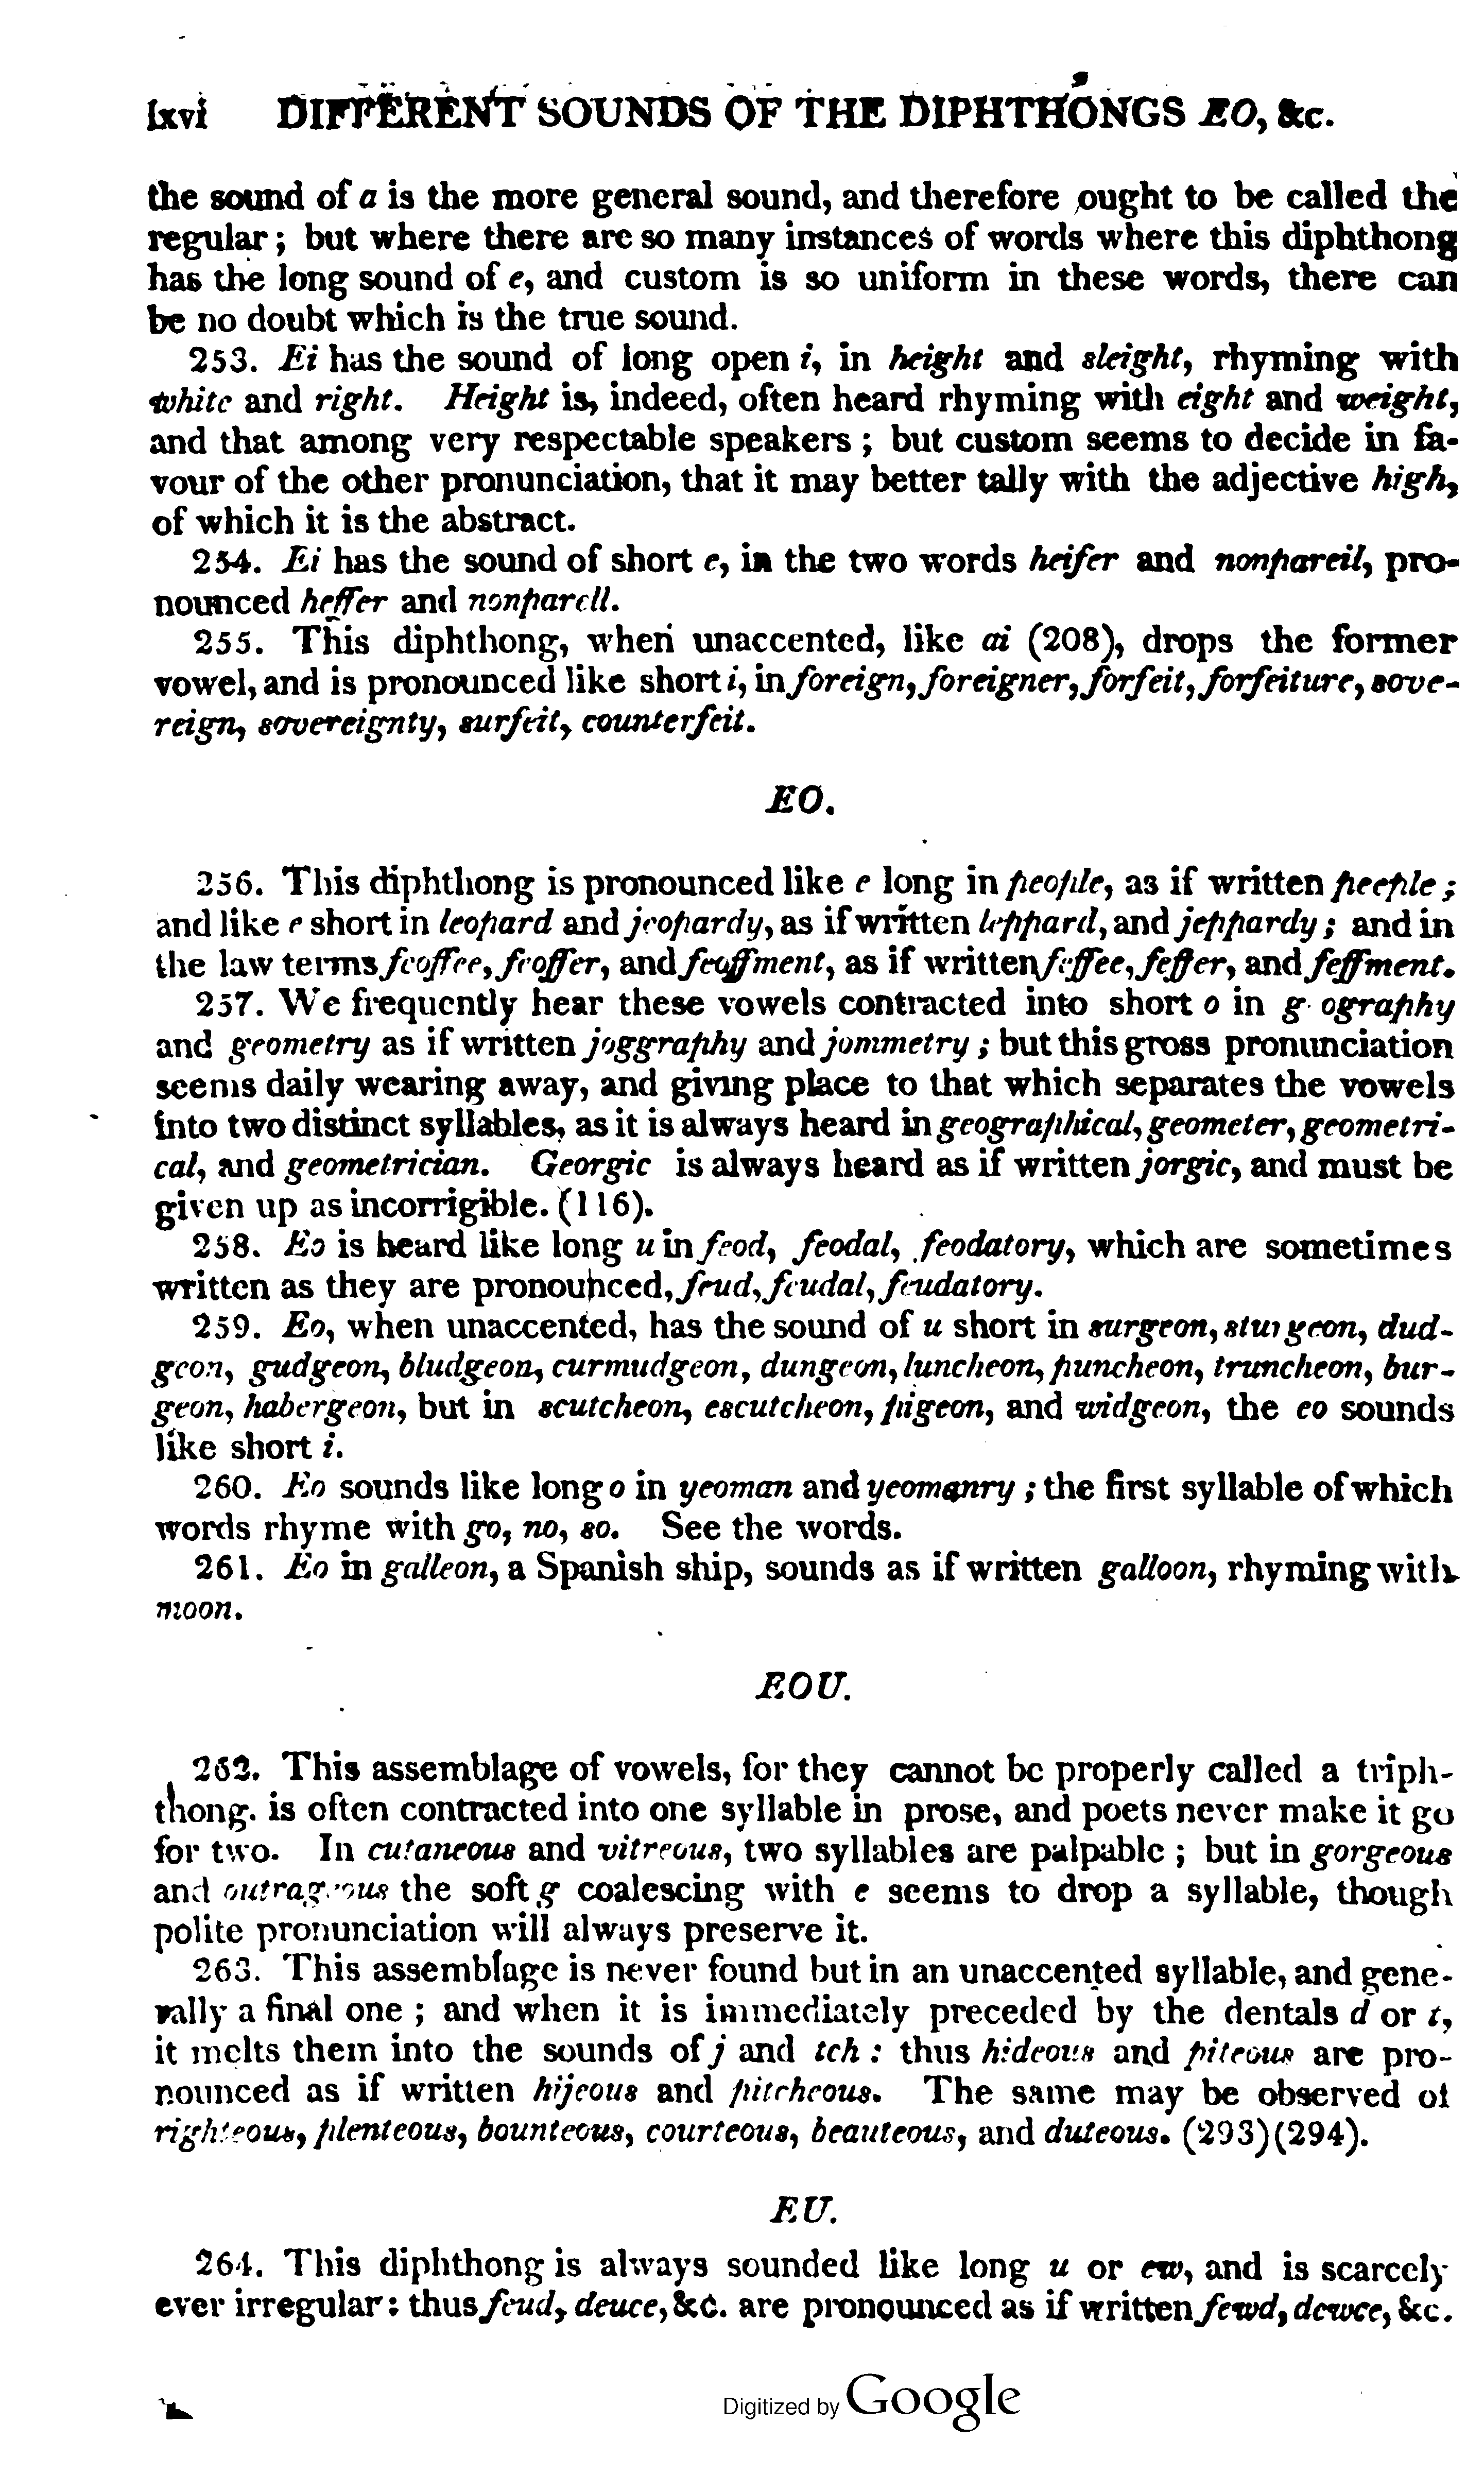 lxvi DIFFERENT SOUNDS OF THE DIPHTHONGS EO, &c.
the sound of a is the more general sound, and therefore ought to be called the
regular; but where there are so many instances of words where this diphthong
has the long sound of e, and custom is so uniform in these words, there can
be no doubt which is the true sound.
253. Ei has the sound of long open i, in height and sleight, rhyming with
white and right. Height is, indeed, often heard rhyming with eight and weight,
and that among very respectable speakers; but custom seems to decide in fa-
vour of the other pronunciation, that it may better tally with the adjective high,
of which it is the abstract.
254. Ei has the sound of short e, in the two words heifer and nonpareil, pro-
nounced heffer and nonparell.
255. This diphthong, when unaccented, like ai (208), drops the former
vowel, and is pronounced like short i, in foreign, foreigner, forfeit, forfeiture, sove-
reign, sovereignty, surfeit, counterfeit.
EO.
256. This diphthong is pronounced like e long in people, as if written peeple;
and like e short in leopard and jeopardy, as if written leppard, and jeppardy; and in
the law terms feoffee, feoffer, and feoffment, as if written feffee, feffer, and feffment.
257. We frequently hear these vowels contracted into short o in g ography
and geometry as if written joggraphy and jommetry; but this gross pronunciation
seems daily wearing away, and giving place to that which separates the vowels
into two distinct syllables, as it is always heard in geographical, geometer, geometri-
cal, and geometrician. Georgic is always heard as if written jorgic, and must be
given up as incorrigible. (116).
258. Eo is heard like long u in feod, feodal, feodatory, which are sometimes
written as they are pronounced, feud, feudal, feudatory.
259. Eo, when unaccented, has the sound of u short in surgeon, sturgeon, dud-
geon, gudgeon, bludgeon, curmudgeon, dungeon, luncheon, puncheon, truncheon, bur-
geon, habergeon, but in scutcheon, escutcheon, pigeon, and widgeon, the eo sounds
like short i.
260. Eo sounds like long o in yeoman and yeomanry; the first syllable of which
words rhyme with go, no, so. See the words.
261. Eo in galleon, a Spanish ship, sounds as if written galloon, rhyming with
moon.
EOU.
262. This assemblage of vowels, for they cannot be properly called a triph-
thong. is often contracted into one syllable in prose, and poets never make it go
for two. In cutaneous and vitreous, two syllables are palpable; but in gorgeous
and outrageous the soft g coalescing with e seems to drop a syllable, though
polite pronunciation will always preserve it.
263. This assemblage is never found but in an unaccented syllable, and gene-
rally a final one; and when it is immediately preceded by the dentals d or t,
it melts them into the sounds of j and tch: thus hideous and piteous are pro-
nounced as if written hijeous and pitcheous. The same may be observed of
righteous, plenteous, bounteous, courteous, beauteous, and duteous. (293)(294).
EU.
264. This diphthong is always sounded like long u or ew, and is scarcely
ever irregular: thus feud, deuce, &c. are pronounced as if written fewd, dewce, &c.
Digitized by Google